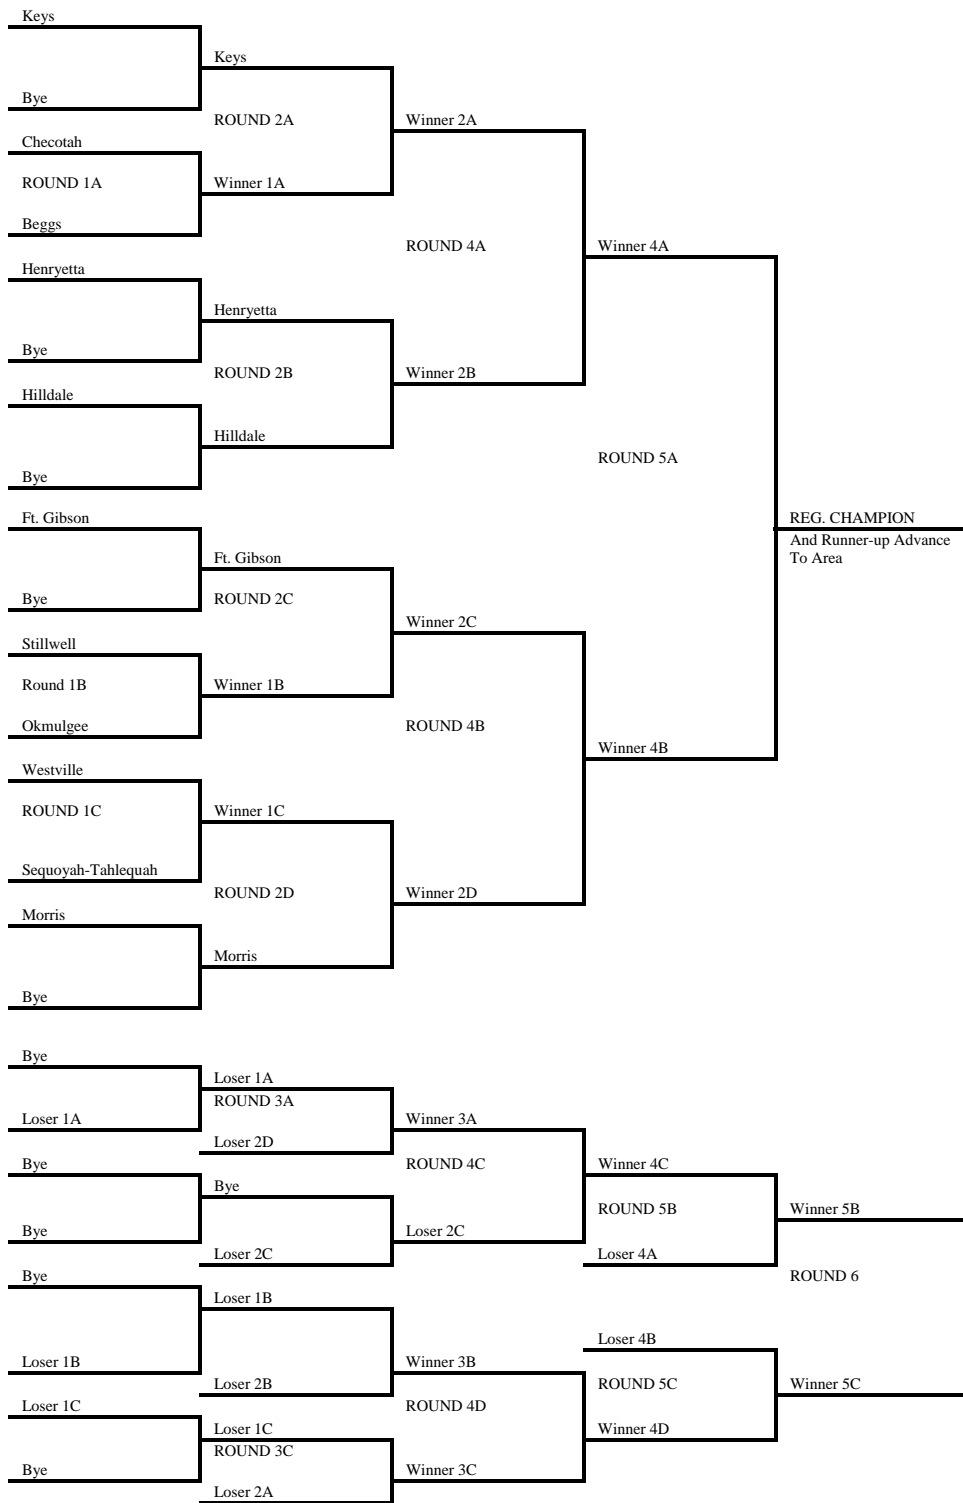 Keys
Keys
Bye
ROUND 2A
Winner 2A
Checotah
ROUND 1A
Winner 1A
Beggs
ROUND 4A
Winner 4A
Henryetta
Henryetta
Bye
ROUND 2B
Winner 2B
Hilldale
Hilldale
ROUND 5A
Bye
Ft. Gibson
REG. CHAMPION
And Runner-up Advance
To Area
Ft. Gibson
Bye
ROUND 2C
Winner 2C
Stillwell
Round 1B
Winner 1B
Okmulgee
ROUND 4B
Winner 4B
Westville
ROUND 1C
Winner 1C
Sequoyah-Tahlequah
ROUND 2D
Winner 2D
Morris
Morris
Bye
Bye
Loser 1A
ROUND 3A
Loser 1A
Winner 3A
Loser 2D
Bye
ROUND 4C
Winner 4C
Bye
ROUND 5B
Winner 5B
Bye
Loser 2C
Loser 2C
Loser 4A
Bye
ROUND 6
Loser 1B
Loser 4B
Loser 1B
Winner 3B
Loser 2B
ROUND 5C
Winner 5C
Loser 1C
ROUND 4D
Loser 1C
Winner 4D
ROUND 3C
Bye
Winner 3C
Loser 2A